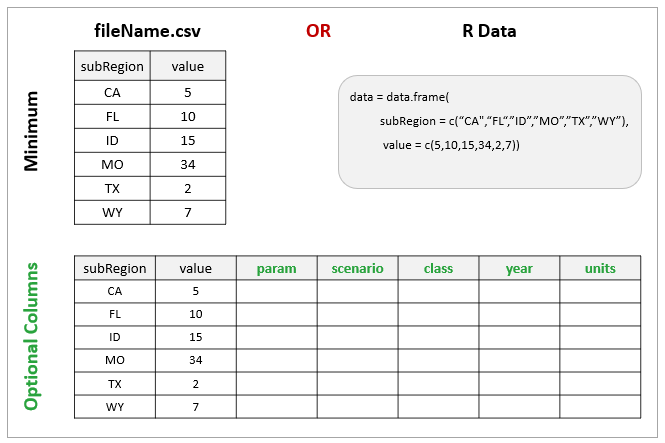 fileName.csv OR R Data
Minimum
subRegion value
CA 5
FL 10
ID 15
MO 34
TX 2
WY 7
data = data.frame(
subRegion = c(“CA",“FL“,”ID”,”MO”,”TX”,”WY”),
value = c(5,10,15,34,2,7))
Optional Columns
subRegion value param scenario class year units
CA 5
FL 10
ID 15
MO 34
TX 2
WY 7